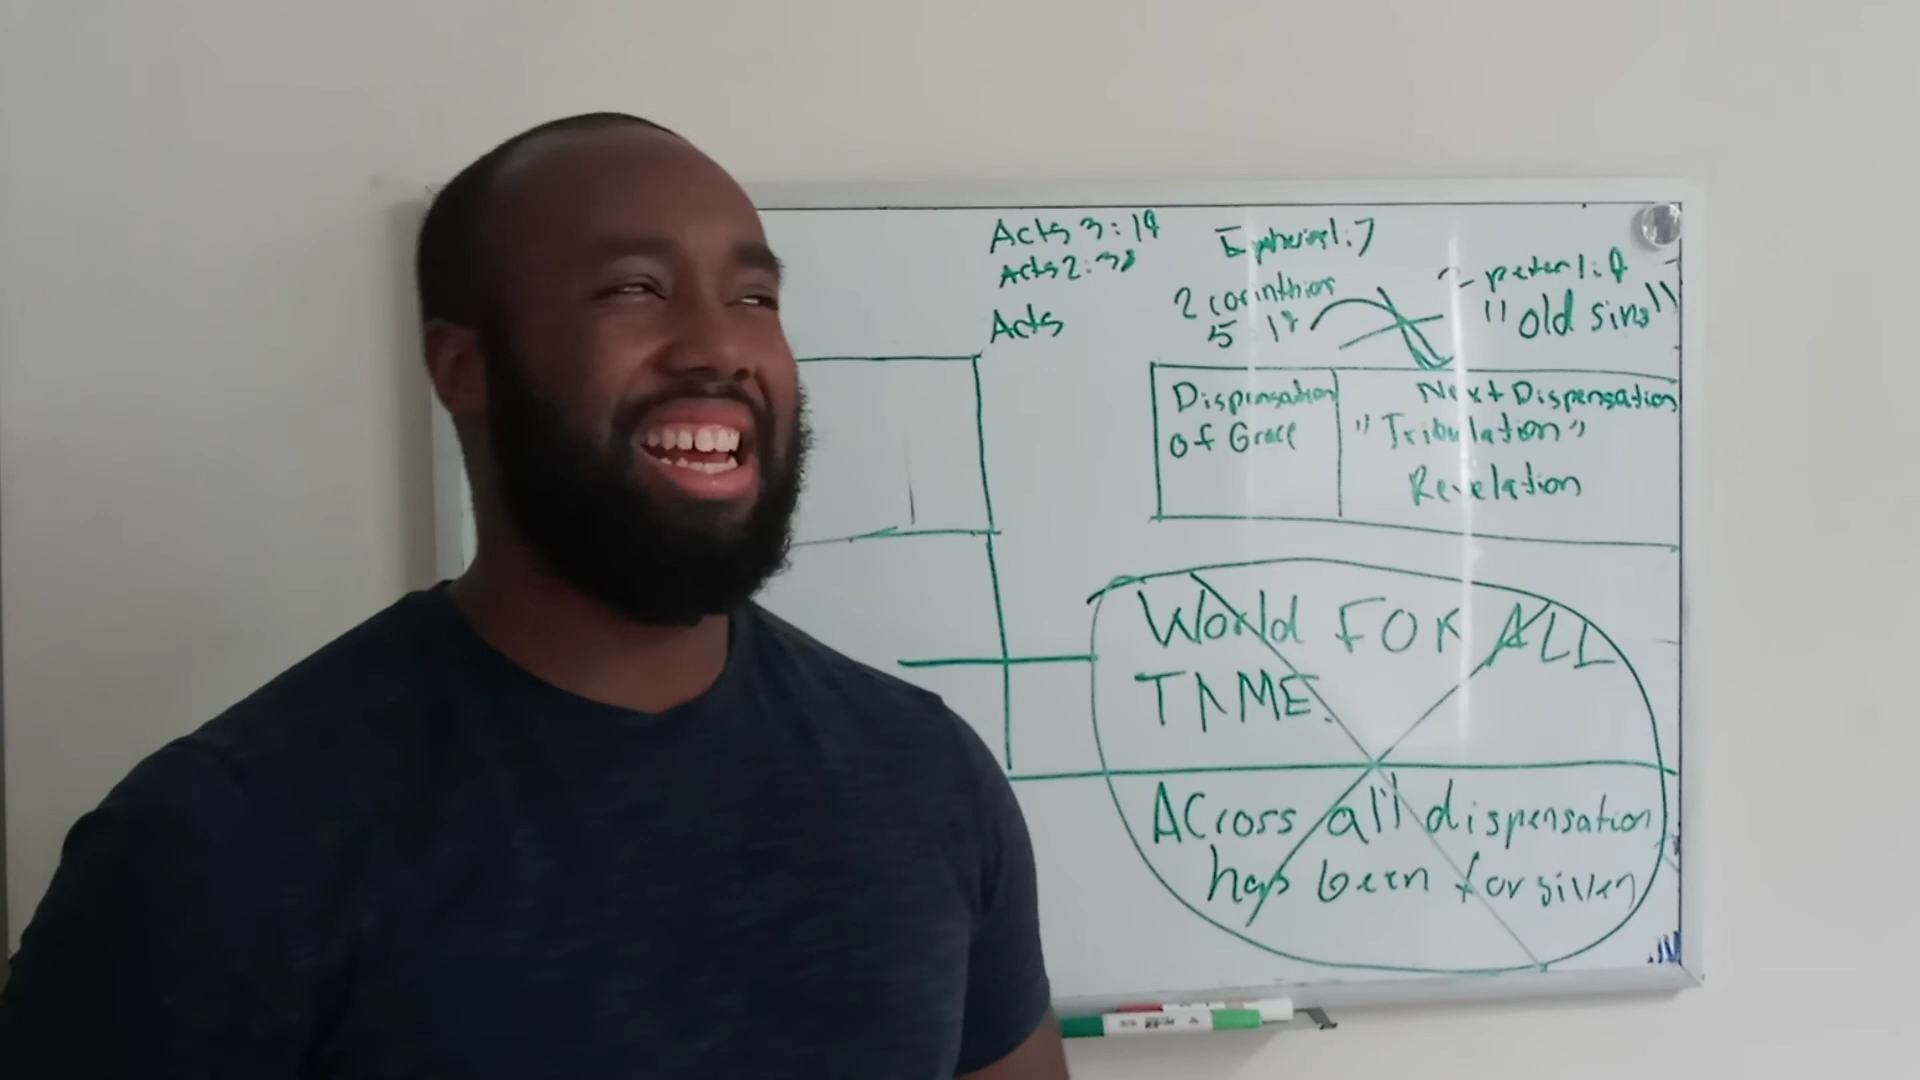 Acts 3:19
Acts 2:38
Acts
Ephesians 1:7
2 corinthians
5 19
2 peter 1:9
"old sins"
Dispensation
of Grace
Next Dispensation
"Tribulation"
Revelation
World FOR ALL
TIME.
ACross all dispensation
has been forgiven